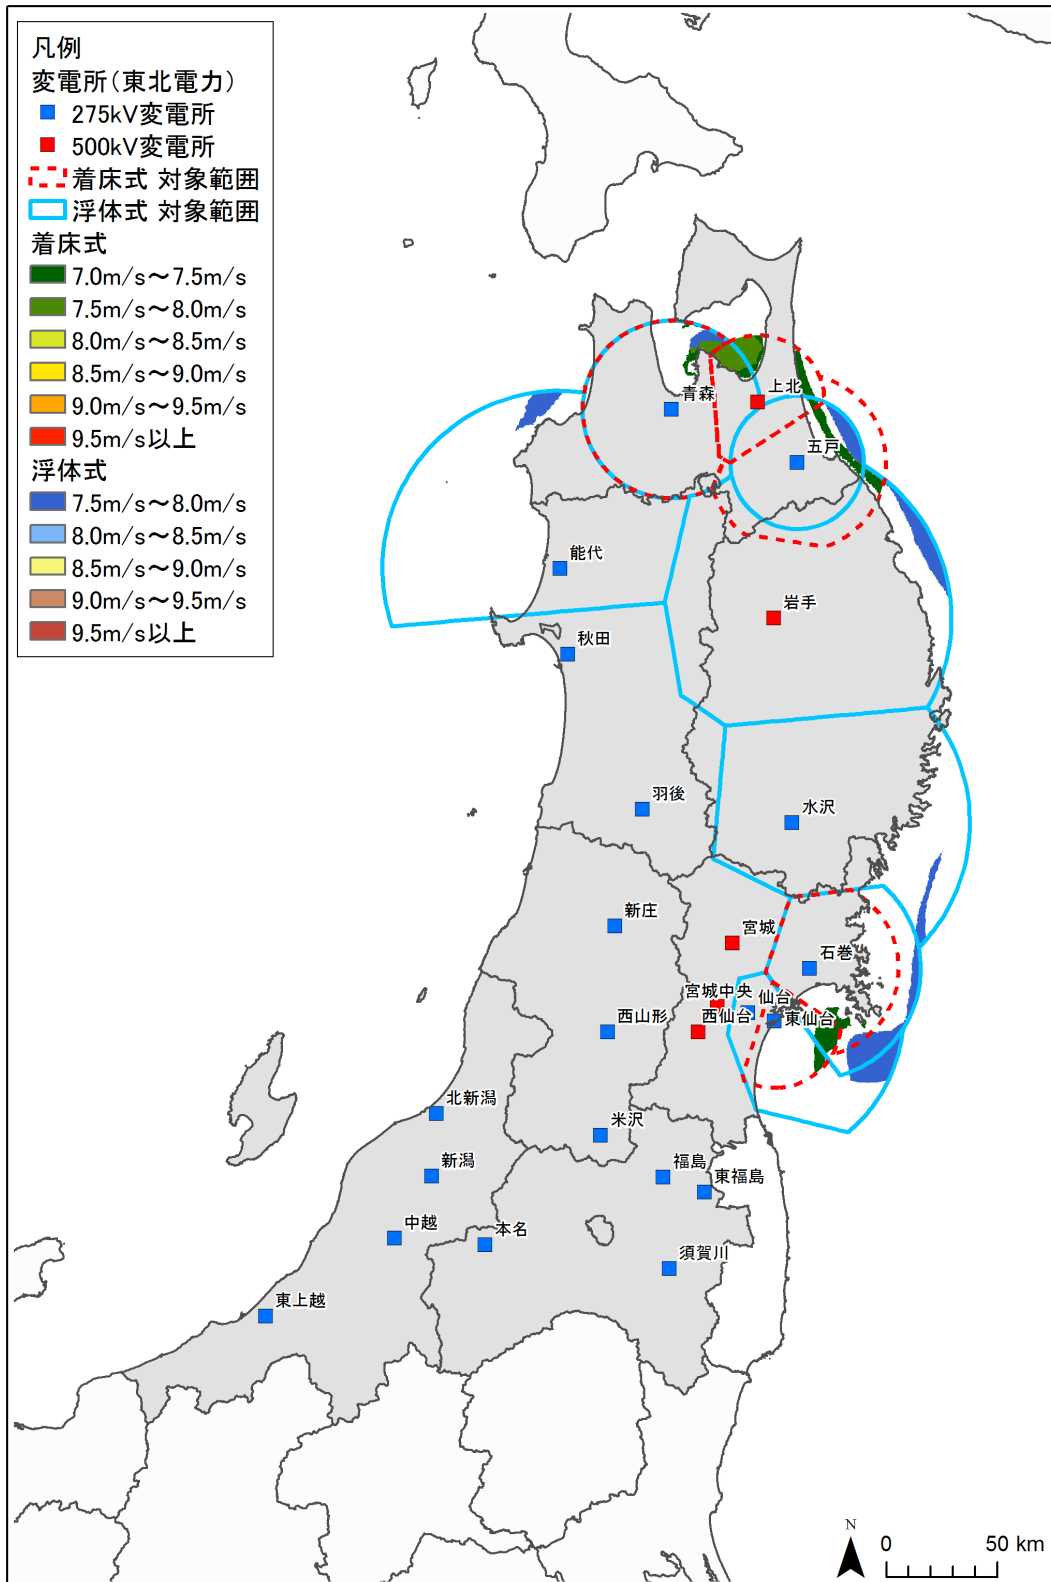 凡例
変電所(東北電力)
275kV変電所
500kV変電所
着床式 対象範囲
浮体式 対象範囲
着床式
7.0m/s～7.5m/s
7.5m/s～8.0m/s
8.0m/s～8.5m/s
8.5m/s～9.0m/s
9.0m/s～9.5m/s
9.5m/s以上
浮体式
7.5m/s～8.0m/s
8.0m/s～8.5m/s
8.5m/s～9.0m/s
9.0m/s～9.5m/s
9.5m/s以上
青森
上北
五戸
能代
岩手
秋田
羽後
水沢
新庄
宮城
石巻
宮城中央
仙台
西山形
西仙台
東仙台
北新潟
米沢
新潟
福島
東福島
中越
本名
須賀川
東上越
N
0
50 km